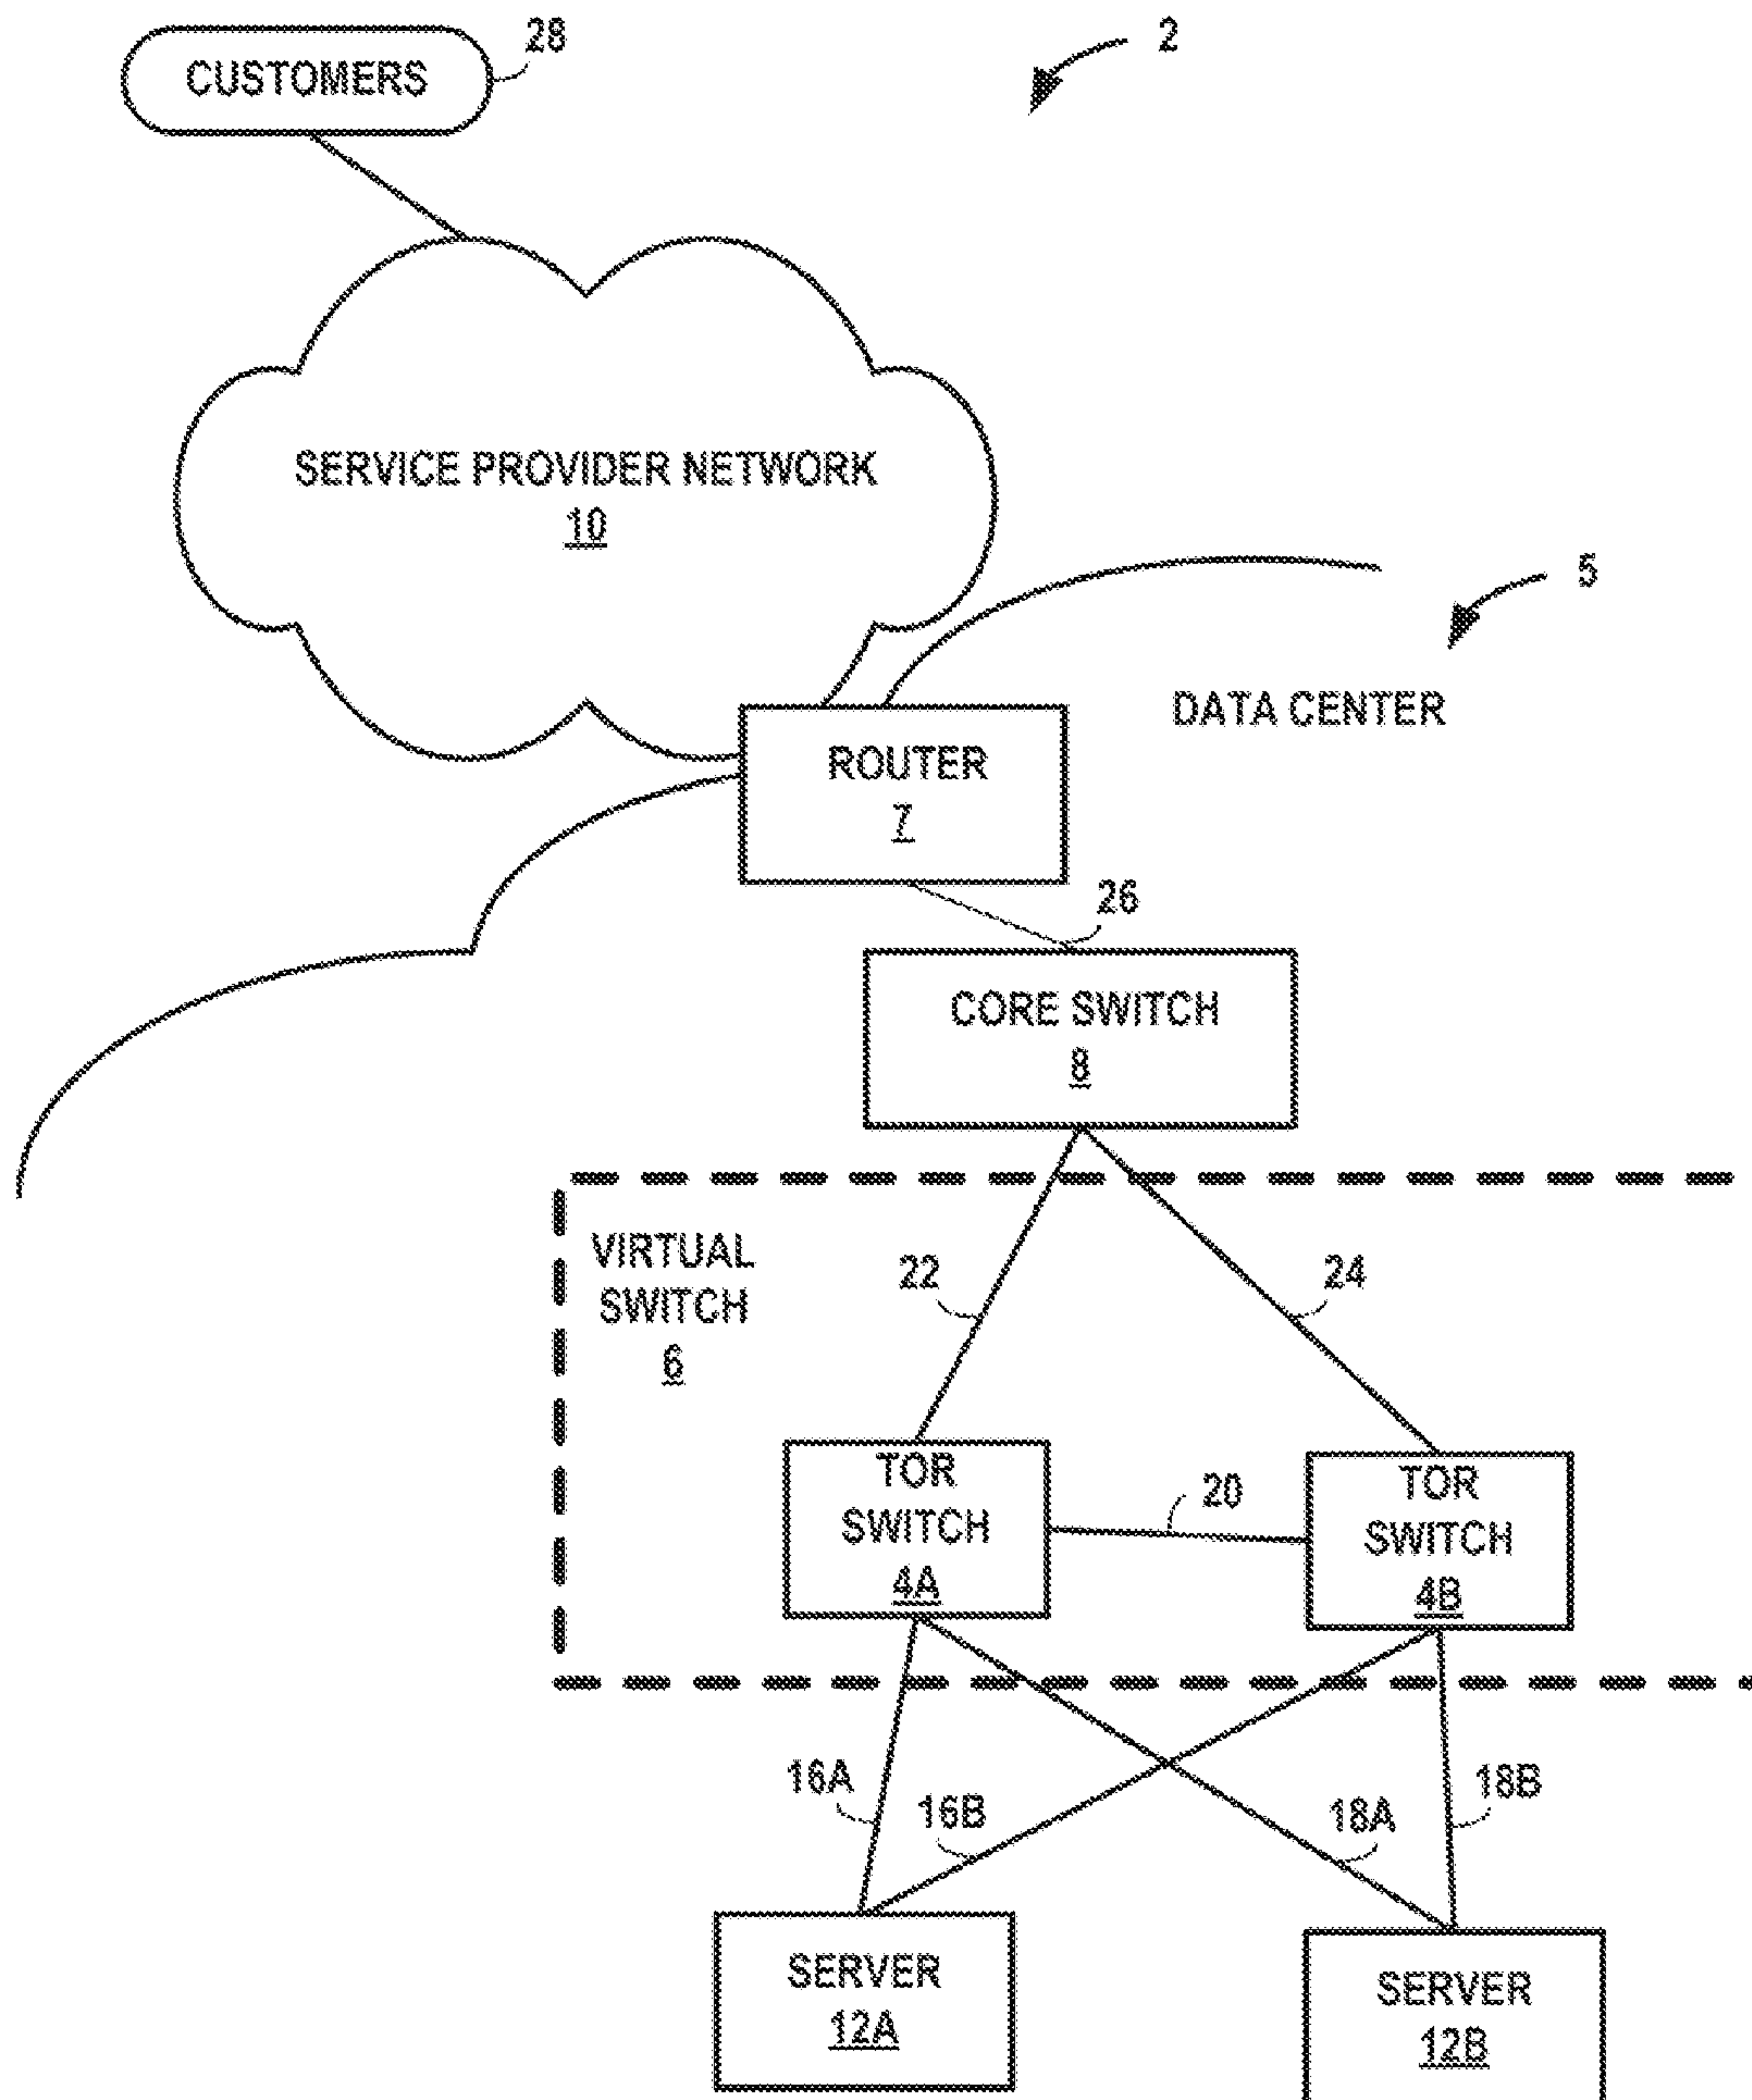 28
CUSTOMERS
2
SERVICE PROVIDER NETWORK
10
5
DATA CENTER
ROUTER
7
26
CORE SWITCH
8
VIRTUAL
SWITCH
6
22
24
TOR
SWITCH
4A
20
TOR
SWITCH
4B
16A
16B
18A
18B
SERVER
12A
SERVER
12B